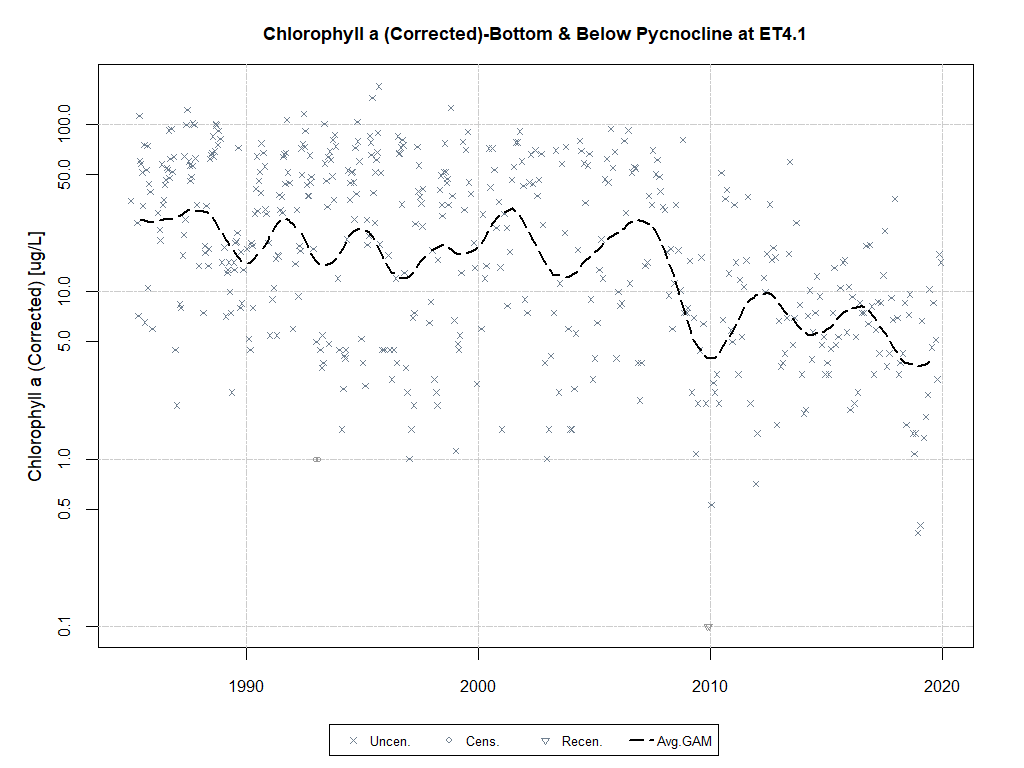 Chlorophyll a (Corrected)-Bottom & Below Pycnocline at ET4.1
Chlorophyll a (Corrected) [ug/L]
100.0
50.0
10.0
5.0
1.0
0.5
0.1
1990 2000 2010 2020
Uncen. Cens. Recen. Avg.GAM